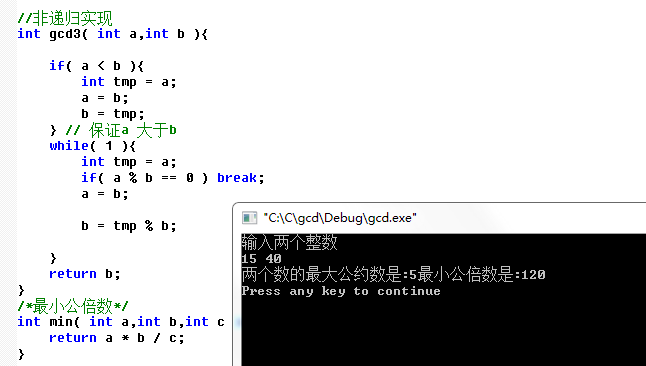 //非递归实现
int gcd3( int a,int b ){
if( a < b ){
int tmp = a;
a = b;
b = tmp;
} // 保证a 大于b
while( 1 ){
int tmp = a;
if( a % b == 0 ) break;
a = b;
b = tmp % b;
}
return b;
}
/*最小公倍数*/
int min( int a,int b,int c
return a * b / c;
}
"C:\C\gcd\Debug\gcd.exe"
输入两个整数
15 40
两个数的最大公约数是:5最小公倍数是:120
Press any key to continue